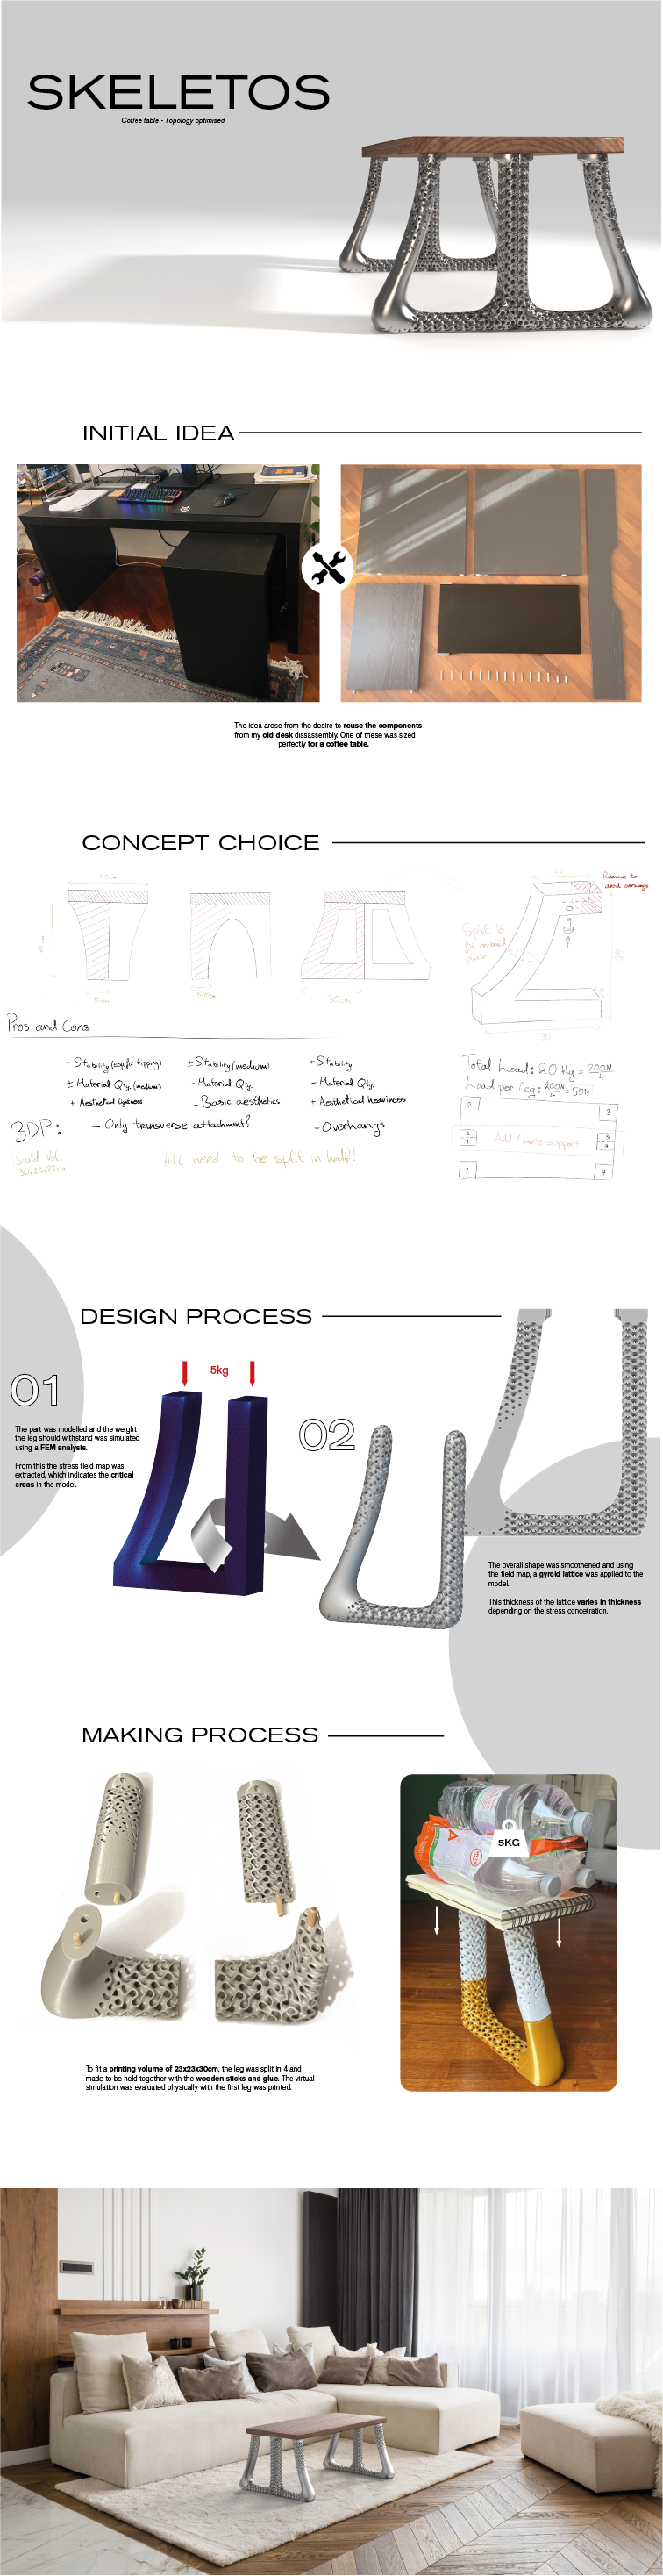 SKELETOS
Coffee table - Topology optimised
INITIAL IDEA
The idea arose from the desire to reuse the components
from my old desk disassembly. One of these was sized
perfectly for a coffee table.
CONCEPT CHOICE
Remove to
avoid overhangs
Split to
fit on build
plate
30cm
30
Pros and Cons
- Stability (esp for tipping)
± Material Qty. (medium)
+ Aesthetical lightness
- Only transverse attachment?
±Stability (medium)
- Material Qty.
- Basic aesthetics
+ Stability
- Material Qty.
± Aesthetical heaviness
- Overhangs
3DP:
Build Vol.
30x23x23cm
All need to be split in half!
Total Load: 20 Kg = 200N
Load per Leg: 200N/4 = 50N
2
3
Add 1 more support
1
4
DESIGN PROCESS
01
5kg
The part was modelled and the weight
the leg should withstand was simulated
using a FEM analysis.
From this the stress field map was
extracted, which indicates the critical
areas in the model.
02
The overall shape was smoothened and using
the field map, a gyroid lattice was applied to the
model.
This thickness of the lattice varies in thickness
depending on the stress concetration.
MAKING PROCESS
5KG
To fit a printing volume of 23x23x30cm, the leg was split in 4 and
made to be held together with the wooden sticks and glue. The virtual
simulation was evaluated physically with the first leg was printed.